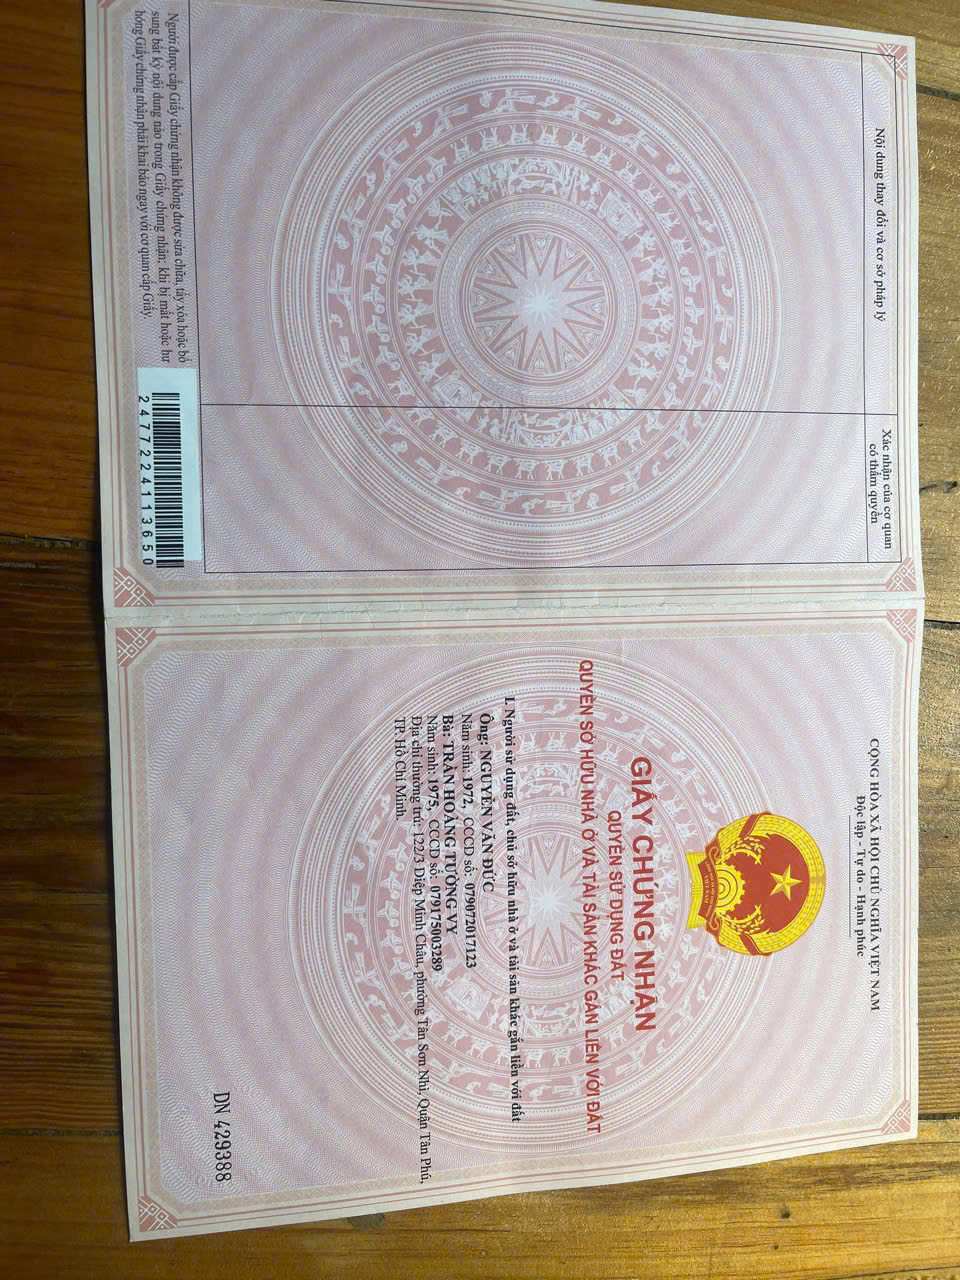 Nội dung thay đổi và cơ sở pháp lý
Xác nhận của cơ quan
có thẩm quyền
Người được cấp Giấy chứng nhận không được sửa chữa, tẩy xóa hoặc bổ
sung bất kỳ nội dung nào trong Giấy chứng nhận; khi bị mất hoặc hư
hỏng Giấy chứng nhận phải khai báo ngay với cơ quan cấp Giấy.
2477224113650
CỘNG HÒA XÃ HỘI CHỦ NGHĨA VIỆT NAM
Độc lập - Tự do - Hạnh phúc
GIẤY CHỨNG NHẬN
QUYỀN SỬ DỤNG ĐẤT
QUYỀN SỞ HỮU NHÀ Ở VÀ TÀI SẢN KHÁC GẮN LIỀN VỚI ĐẤT
I. Người sử dụng đất, chủ sở hữu nhà ở và tài sản khác gắn liền với đất
Ông: NGUYỄN VĂN ĐỨC
Năm sinh: 1972, CCCD số: 079072017123
Bà: TRẦN HOÀNG TƯỜNG VY
Năm sinh: 1975, CCCD số: 079175003289
Địa chỉ thường trú: 122/3 Diệp Minh Châu, phường Tân Sơn Nhì, Quận Tân Phú,
TP. Hồ Chí Minh.
DN 429388